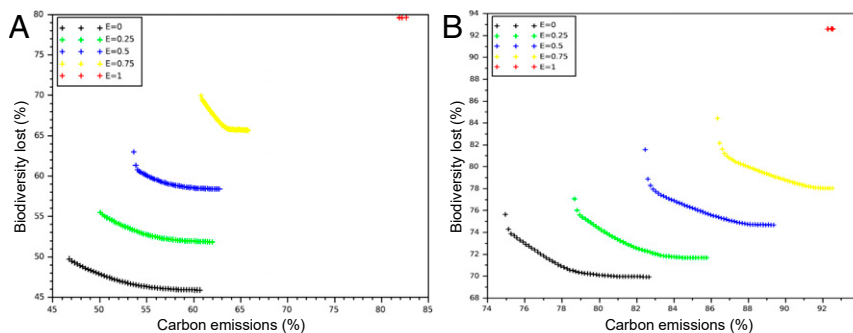 A
80
75
70
65
60
55
50
45
45 50 55 60 65 70 75 80 85
Biodiversity lost (%)
Carbon emissions (%)
E=0
E=0.25
E=0.5
E=0.75
E=1
B
94
92
90
88
86
84
82
80
78
76
74
72
70
68
74 76 78 80 82 84 86 88 90 92
Biodiversity lost (%)
Carbon emissions (%)
E=0
E=0.25
E=0.5
E=0.75
E=1